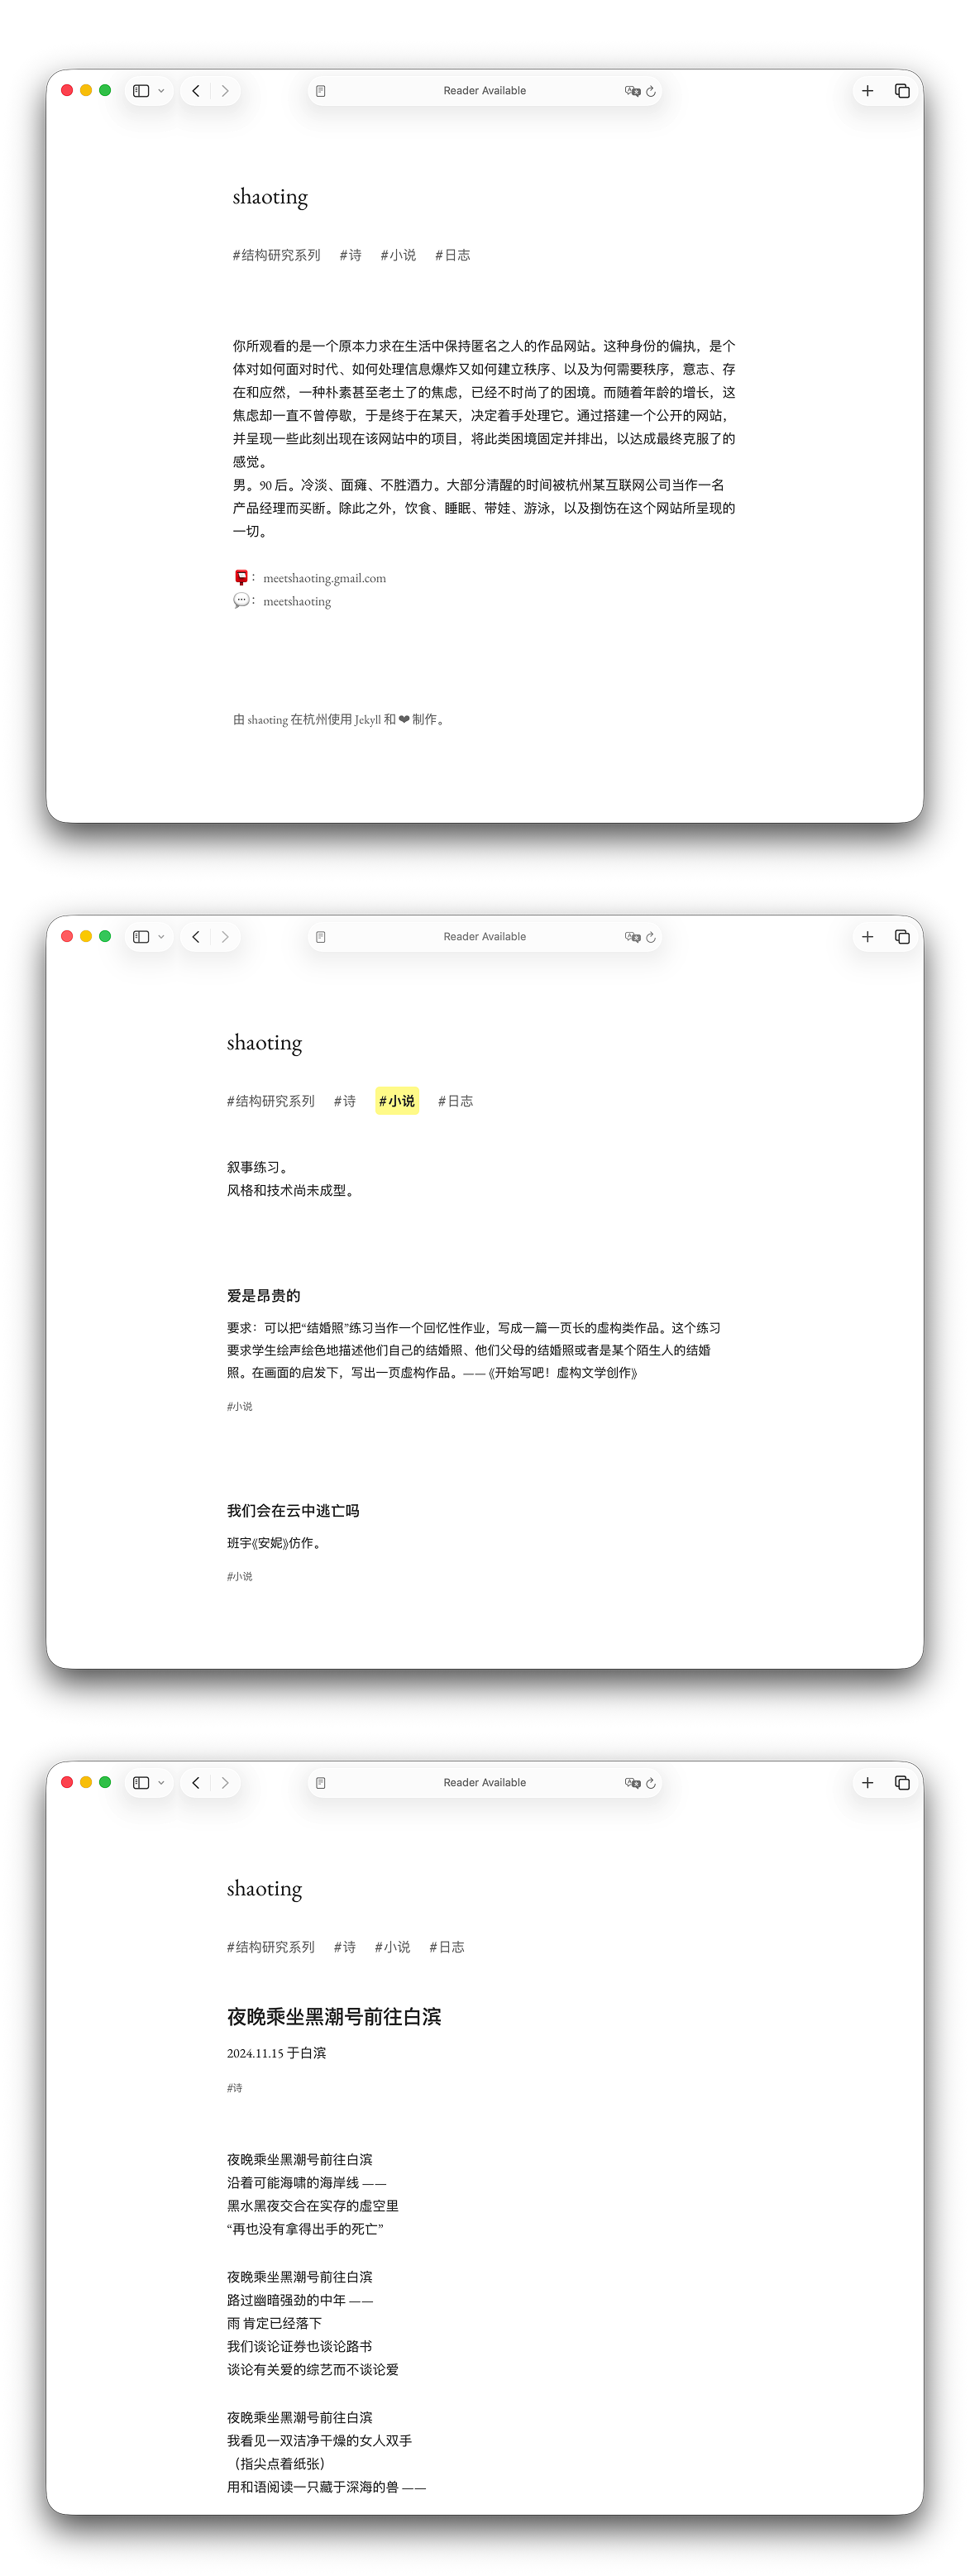 Reader Available
shaoting
#结构研究系列 #诗 #小说 #日志
你所观看的是一个原本力求在生活中保持匿名之人的作品网站。这种身份的偏执，是个
体对如何面对时代、如何处理信息爆炸又如何建立秩序、以及为何需要秩序，意志、存
在和应然，一种朴素甚至老土了的焦虑，已经不时尚了的困境。而随着年龄的增长，这
焦虑却一直不曾停歇，于是终于在某天，决定着手处理它。通过搭建一个公开的网站，
并呈现一些此刻出现在该网站中的项目，将此类困境固定并排出，以达成最终克服了的
感觉。
男。90 后。冷淡、面瘫、不胜酒力。大部分清醒的时间被杭州某互联网公司当作一名
产品经理而买断。除此之外，饮食、睡眠、带娃、游泳，以及捯饬在这个网站所呈现的
一切。
📮： meetshaoting.gmail.com
💬： meetshaoting
由 shaoting 在杭州使用 Jekyll 和 ❤ 制作。
Reader Available
shaoting
#结构研究系列 #诗 #小说 #日志
叙事练习。
风格和技术尚未成型。
爱是昂贵的
要求：可以把“结婚照”练习当作一个回忆性作业，写成一篇一页长的虚构类作品。这个练习
要求学生绘声绘色地描述他们自己的结婚照、他们父母的结婚照或者是某个陌生人的结婚
照。在画面的启发下，写出一页虚构作品。——《开始写吧！虚构文学创作》
#小说
我们会在云中逃亡吗
班宇《安妮》仿作。
#小说
Reader Available
shaoting
#结构研究系列 #诗 #小说 #日志
夜晚乘坐黑潮号前往白滨
2024.11.15 于白滨
#诗
夜晚乘坐黑潮号前往白滨
沿着可能海啸的海岸线 ——
黑水黑夜交合在实存的虚空里
“再也没有拿得出手的死亡”
夜晚乘坐黑潮号前往白滨
路过幽暗强劲的中年 ——
雨 肯定已经落下
我们谈论证券也谈论路书
谈论有关爱的综艺而不谈论爱
夜晚乘坐黑潮号前往白滨
我看见一双洁净干燥的女人双手
（指尖点着纸张）
用和语阅读一只藏于深海的兽 ——